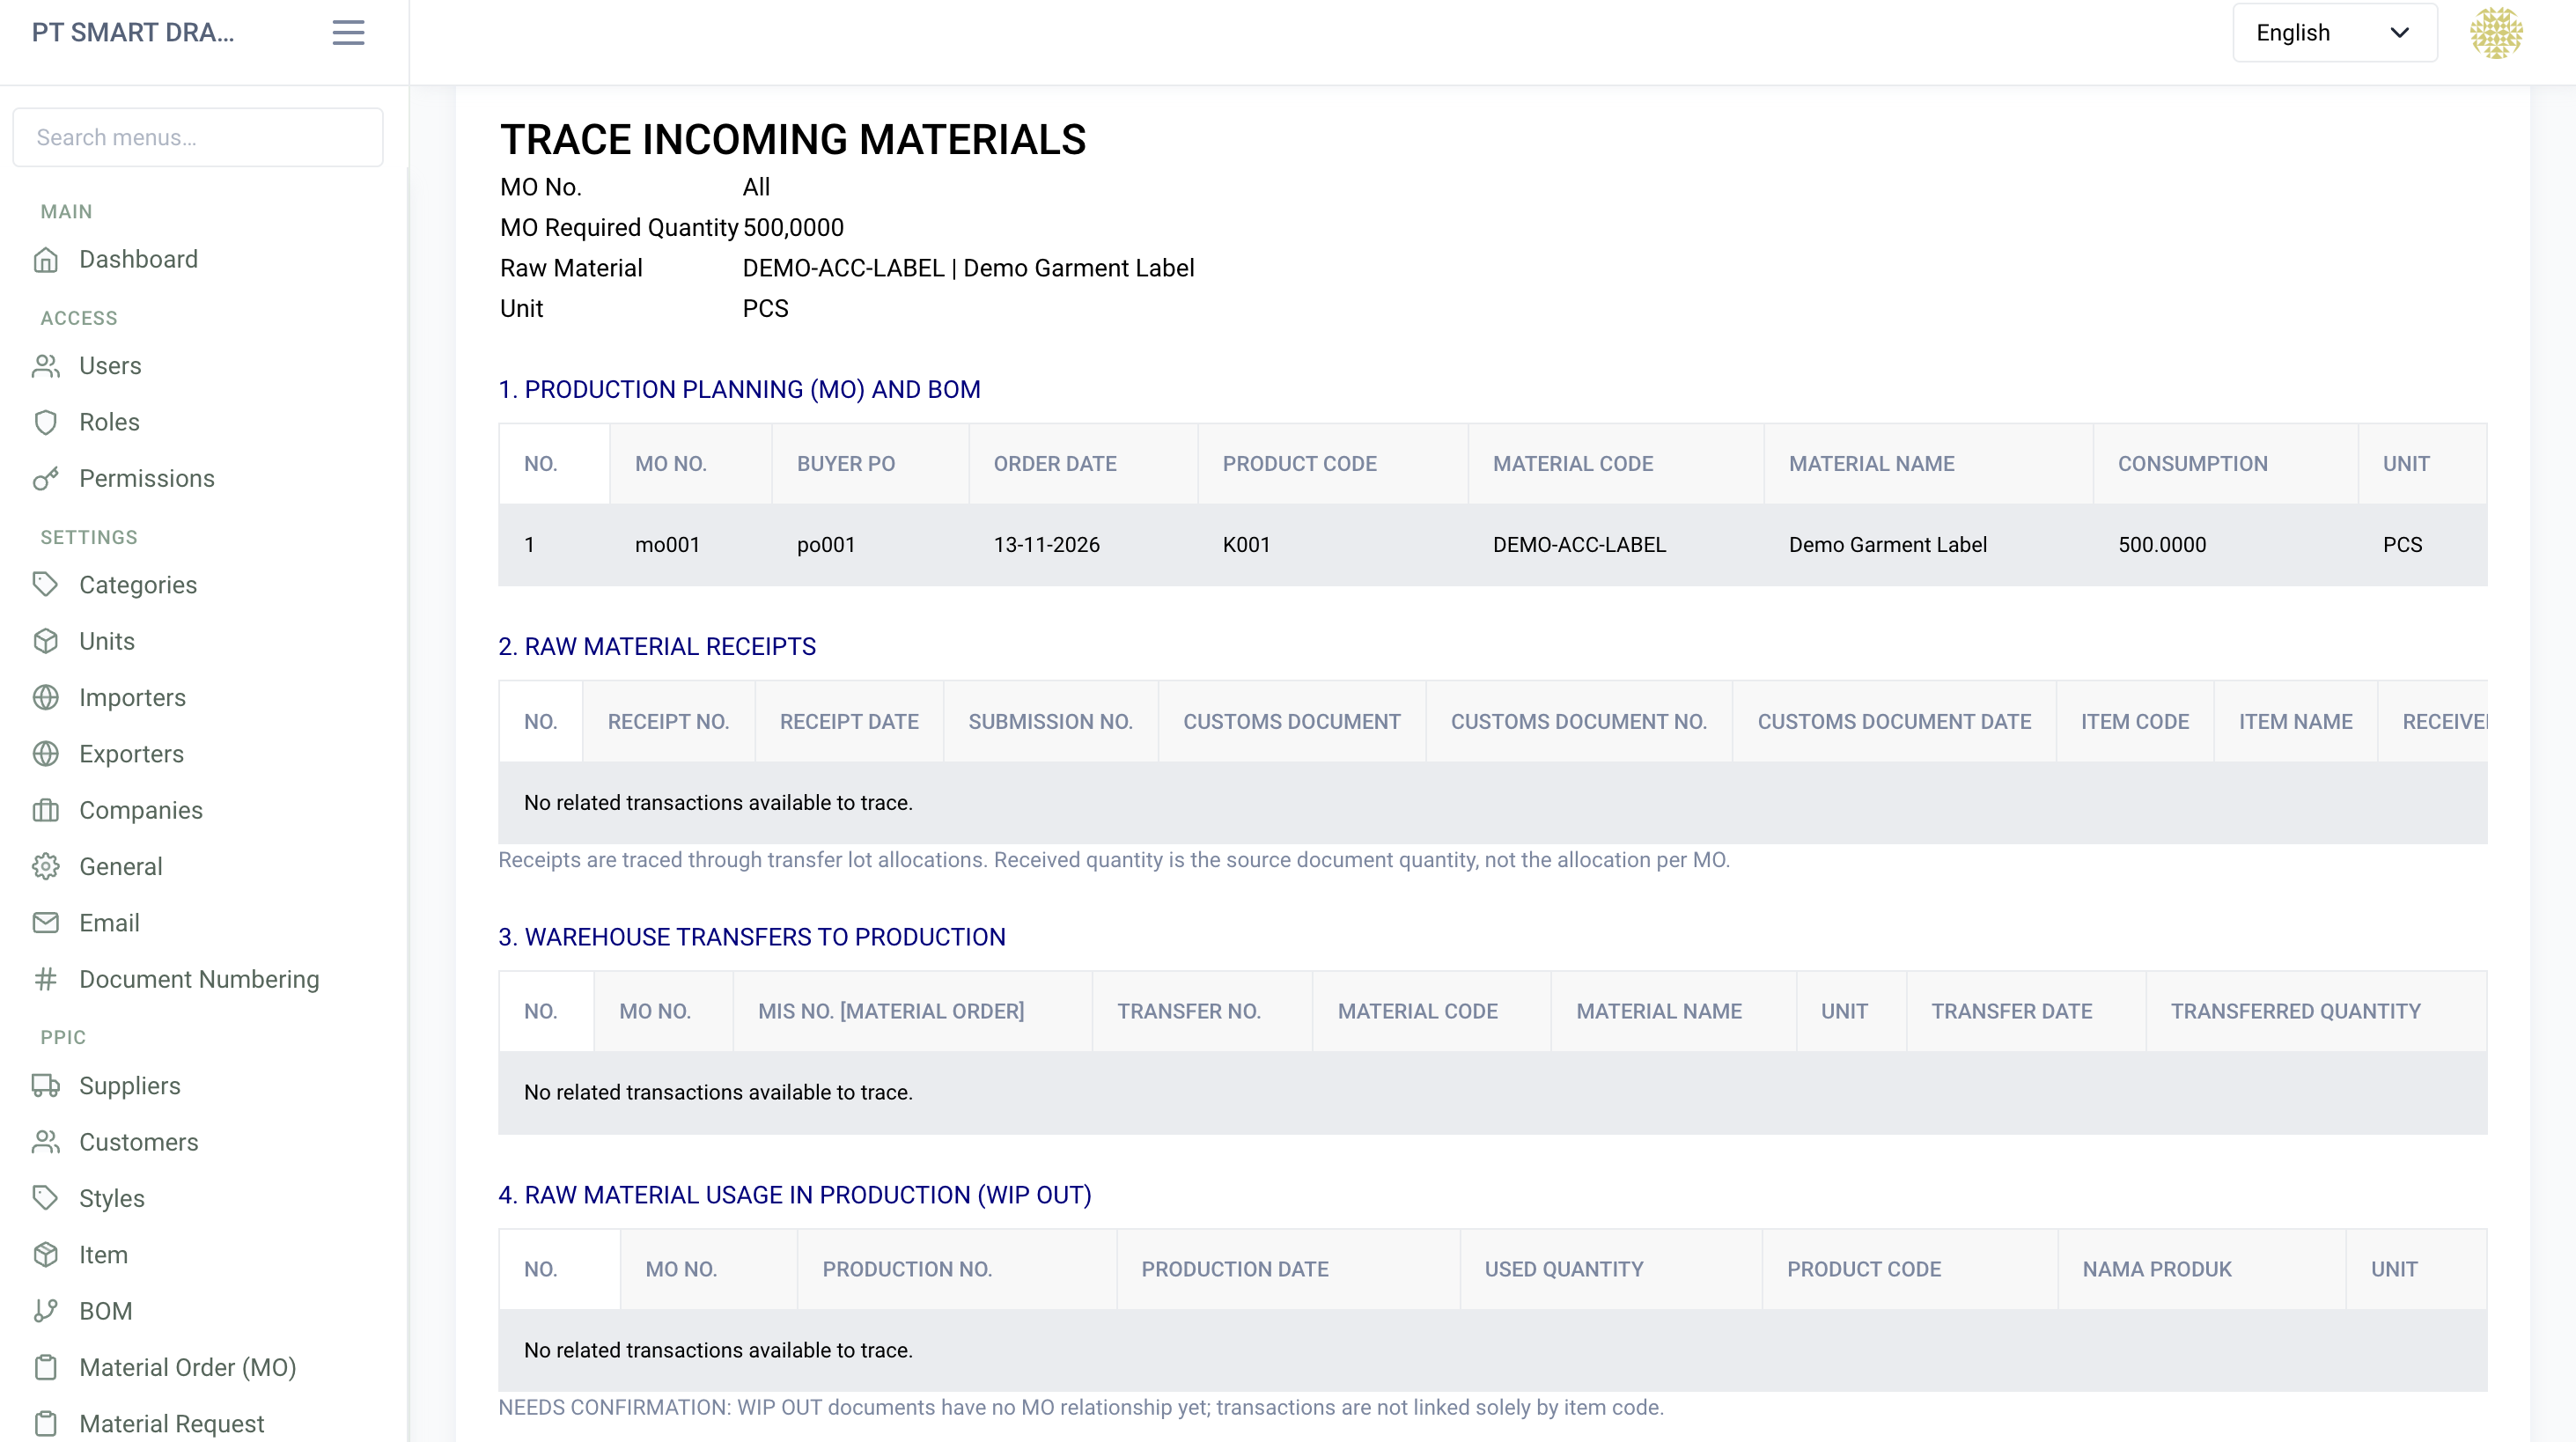 PT SMART DRA...
English
Search menus...
MAIN
Dashboard
ACCESS
Users
Roles
Permissions
SETTINGS
Categories
Units
Importers
Exporters
Companies
General
Email
Document Numbering
PPIC
Suppliers
Customers
Styles
Item
BOM
Material Order (MO)
Material Request
TRACE INCOMING MATERIALS
MO No. All
MO Required Quantity 500,0000
Raw Material DEMO-ACC-LABEL | Demo Garment Label
Unit PCS
1. PRODUCTION PLANNING (MO) AND BOM
NO. MO NO. BUYER PO ORDER DATE PRODUCT CODE MATERIAL CODE MATERIAL NAME CONSUMPTION UNIT
1 mo001 po001 13-11-2026 K001 DEMO-ACC-LABEL Demo Garment Label 500.0000 PCS
2. RAW MATERIAL RECEIPTS
NO. RECEIPT NO. RECEIPT DATE SUBMISSION NO. CUSTOMS DOCUMENT CUSTOMS DOCUMENT NO. CUSTOMS DOCUMENT DATE ITEM CODE ITEM NAME
No related transactions available to trace.
Receipts are traced through transfer lot allocations. Received quantity is the source document quantity, not the allocation per MO.
3. WAREHOUSE TRANSFERS TO PRODUCTION
NO. MO NO. MIS NO. [MATERIAL ORDER] TRANSFER NO. MATERIAL CODE MATERIAL NAME UNIT TRANSFER DATE TRANSFERRED QUANTITY
No related transactions available to trace.
4. RAW MATERIAL USAGE IN PRODUCTION (WIP OUT)
NO. MO NO. PRODUCTION NO. PRODUCTION DATE USED QUANTITY PRODUCT CODE NAMA PRODUK UNIT
No related transactions available to trace.
NEEDS CONFIRMATION: WIP OUT documents have no MO relationship yet; transactions are not linked solely by item code.